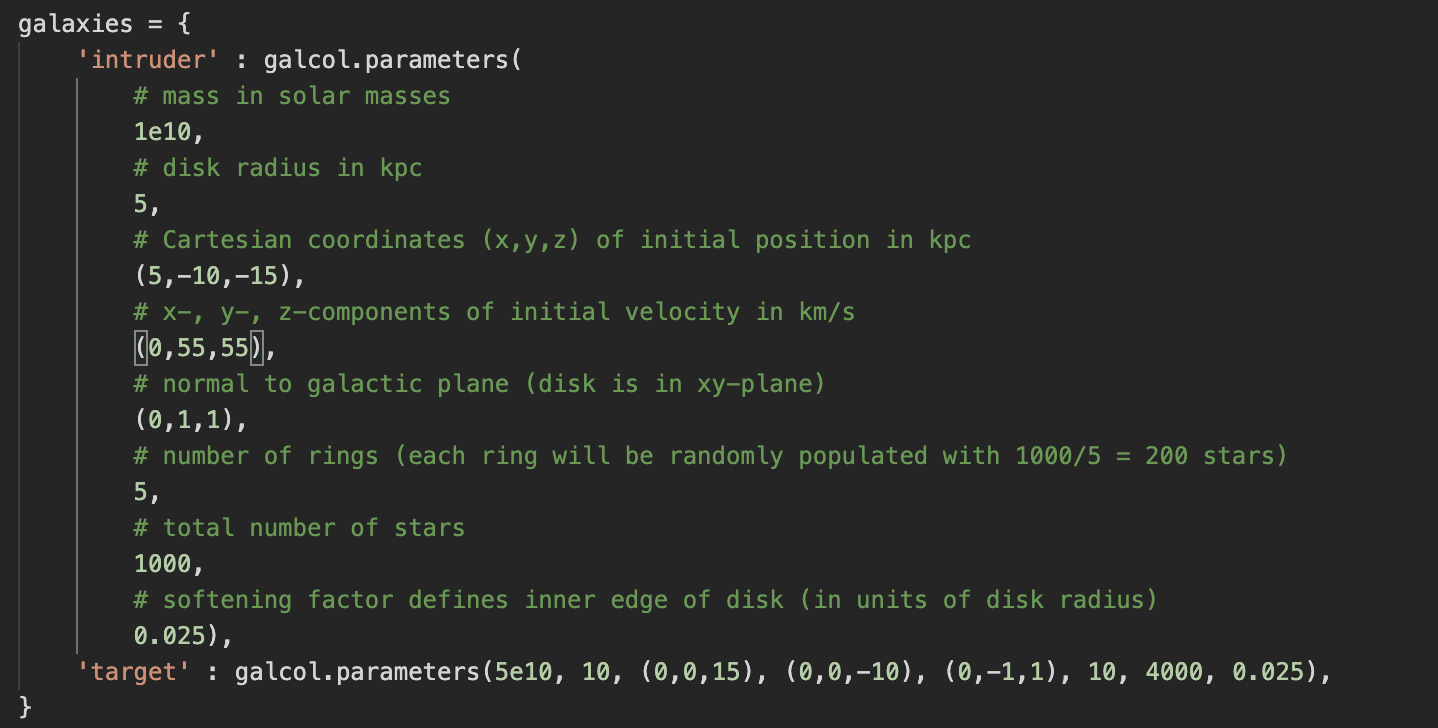 galaxies = {
    'intruder' : galcol.parameters(
        # mass in solar masses
        1e10,
        # disk radius in kpc
        5,
        # Cartesian coordinates (x,y,z) of initial position in kpc
        (5,-10,-15),
        # x-, y-, z-components of initial velocity in km/s
        (0,55,55),
        # normal to galactic plane (disk is in xy-plane)
        (0,1,1),
        # number of rings (each ring will be randomly populated with 1000/5 = 200 stars)
        5,
        # total number of stars
        1000,
        # softening factor defines inner edge of disk (in units of disk radius)
        0.025),
    'target' : galcol.parameters(5e10, 10, (0,0,15), (0,0,-10), (0,-1,1), 10, 4000, 0.025),
}